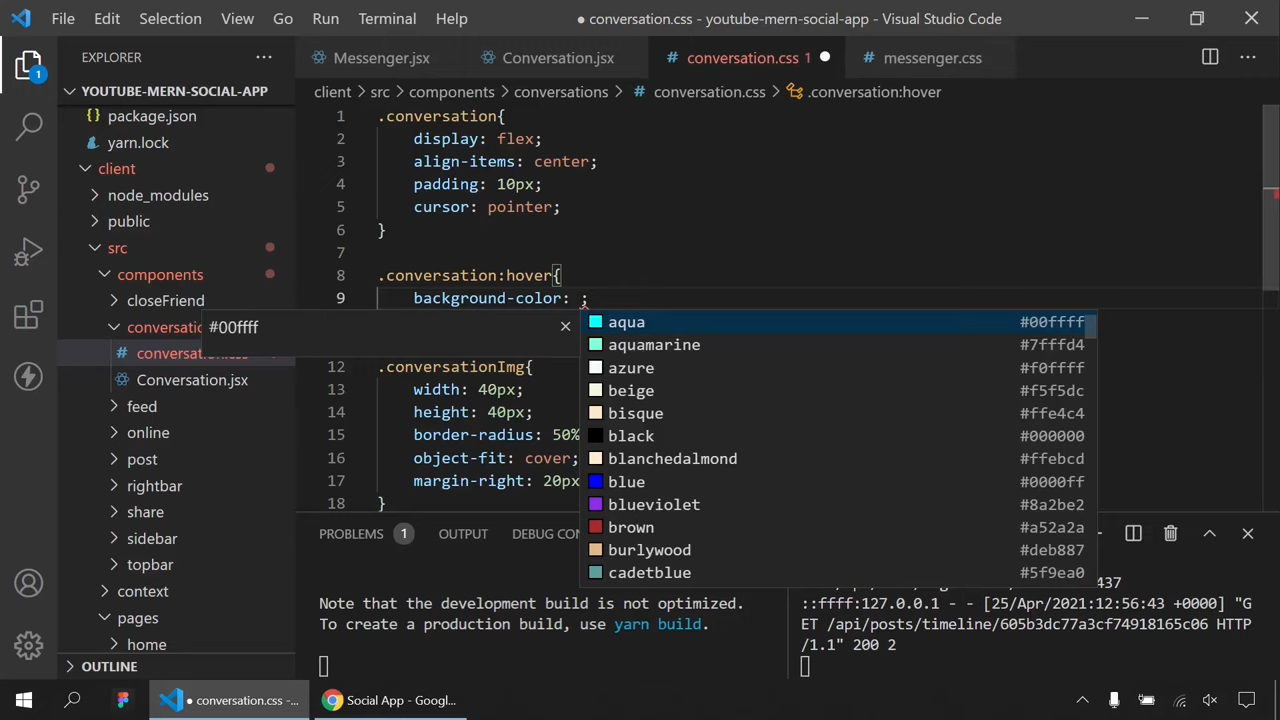 File Edit Selection View Go Run Terminal Help ● conversation.css - youtube-mern-social-app - Visual Studio Code
EXPLORER
Messenger.jsx Conversation.jsx # conversation.css 1 # messenger.css
1
YOUTUBE-MERN-SOCIAL-APP
client > src > components > conversations > # conversation.css > .conversation:hover
{} package.json
yarn.lock
client
node_modules
public
src
components
closeFriend
conversatio
# conversation.css
Conversation.jsx
feed
online
post
rightbar
share
sidebar
topbar
context
pages
home
OUTLINE
1 .conversation{
2 display: flex;
3 align-items: center;
4 padding: 10px;
5 cursor: pointer;
6 }
7
8 .conversation:hover{
9 background-color: ;
#00ffff
12 .conversationImg{
13 width: 40px;
14 height: 40px;
15 border-radius: 50%
16 object-fit: cover;
17 margin-right: 20px
18 }
aqua #00ffff
aquamarine #7fffd4
azure #f0ffff
beige #f5f5dc
bisque #ffe4c4
black #000000
blanchedalmond #ffebcd
blue #0000ff
blueviolet #8a2be2
brown #a52a2a
burlywood #deb887
cadetblue #5f9ea0
PROBLEMS 1 OUTPUT DEBUG CON
Note that the development build is not optimized.
To create a production build, use yarn build.
437
::ffff:127.0.0.1 - - [25/Apr/2021:12:56:43 +0000] "G
ET /api/posts/timeline/605b3dc77a3cf74918165c06 HTTP
/1.1" 200 2
● conversation.css -... Social App - Googl...